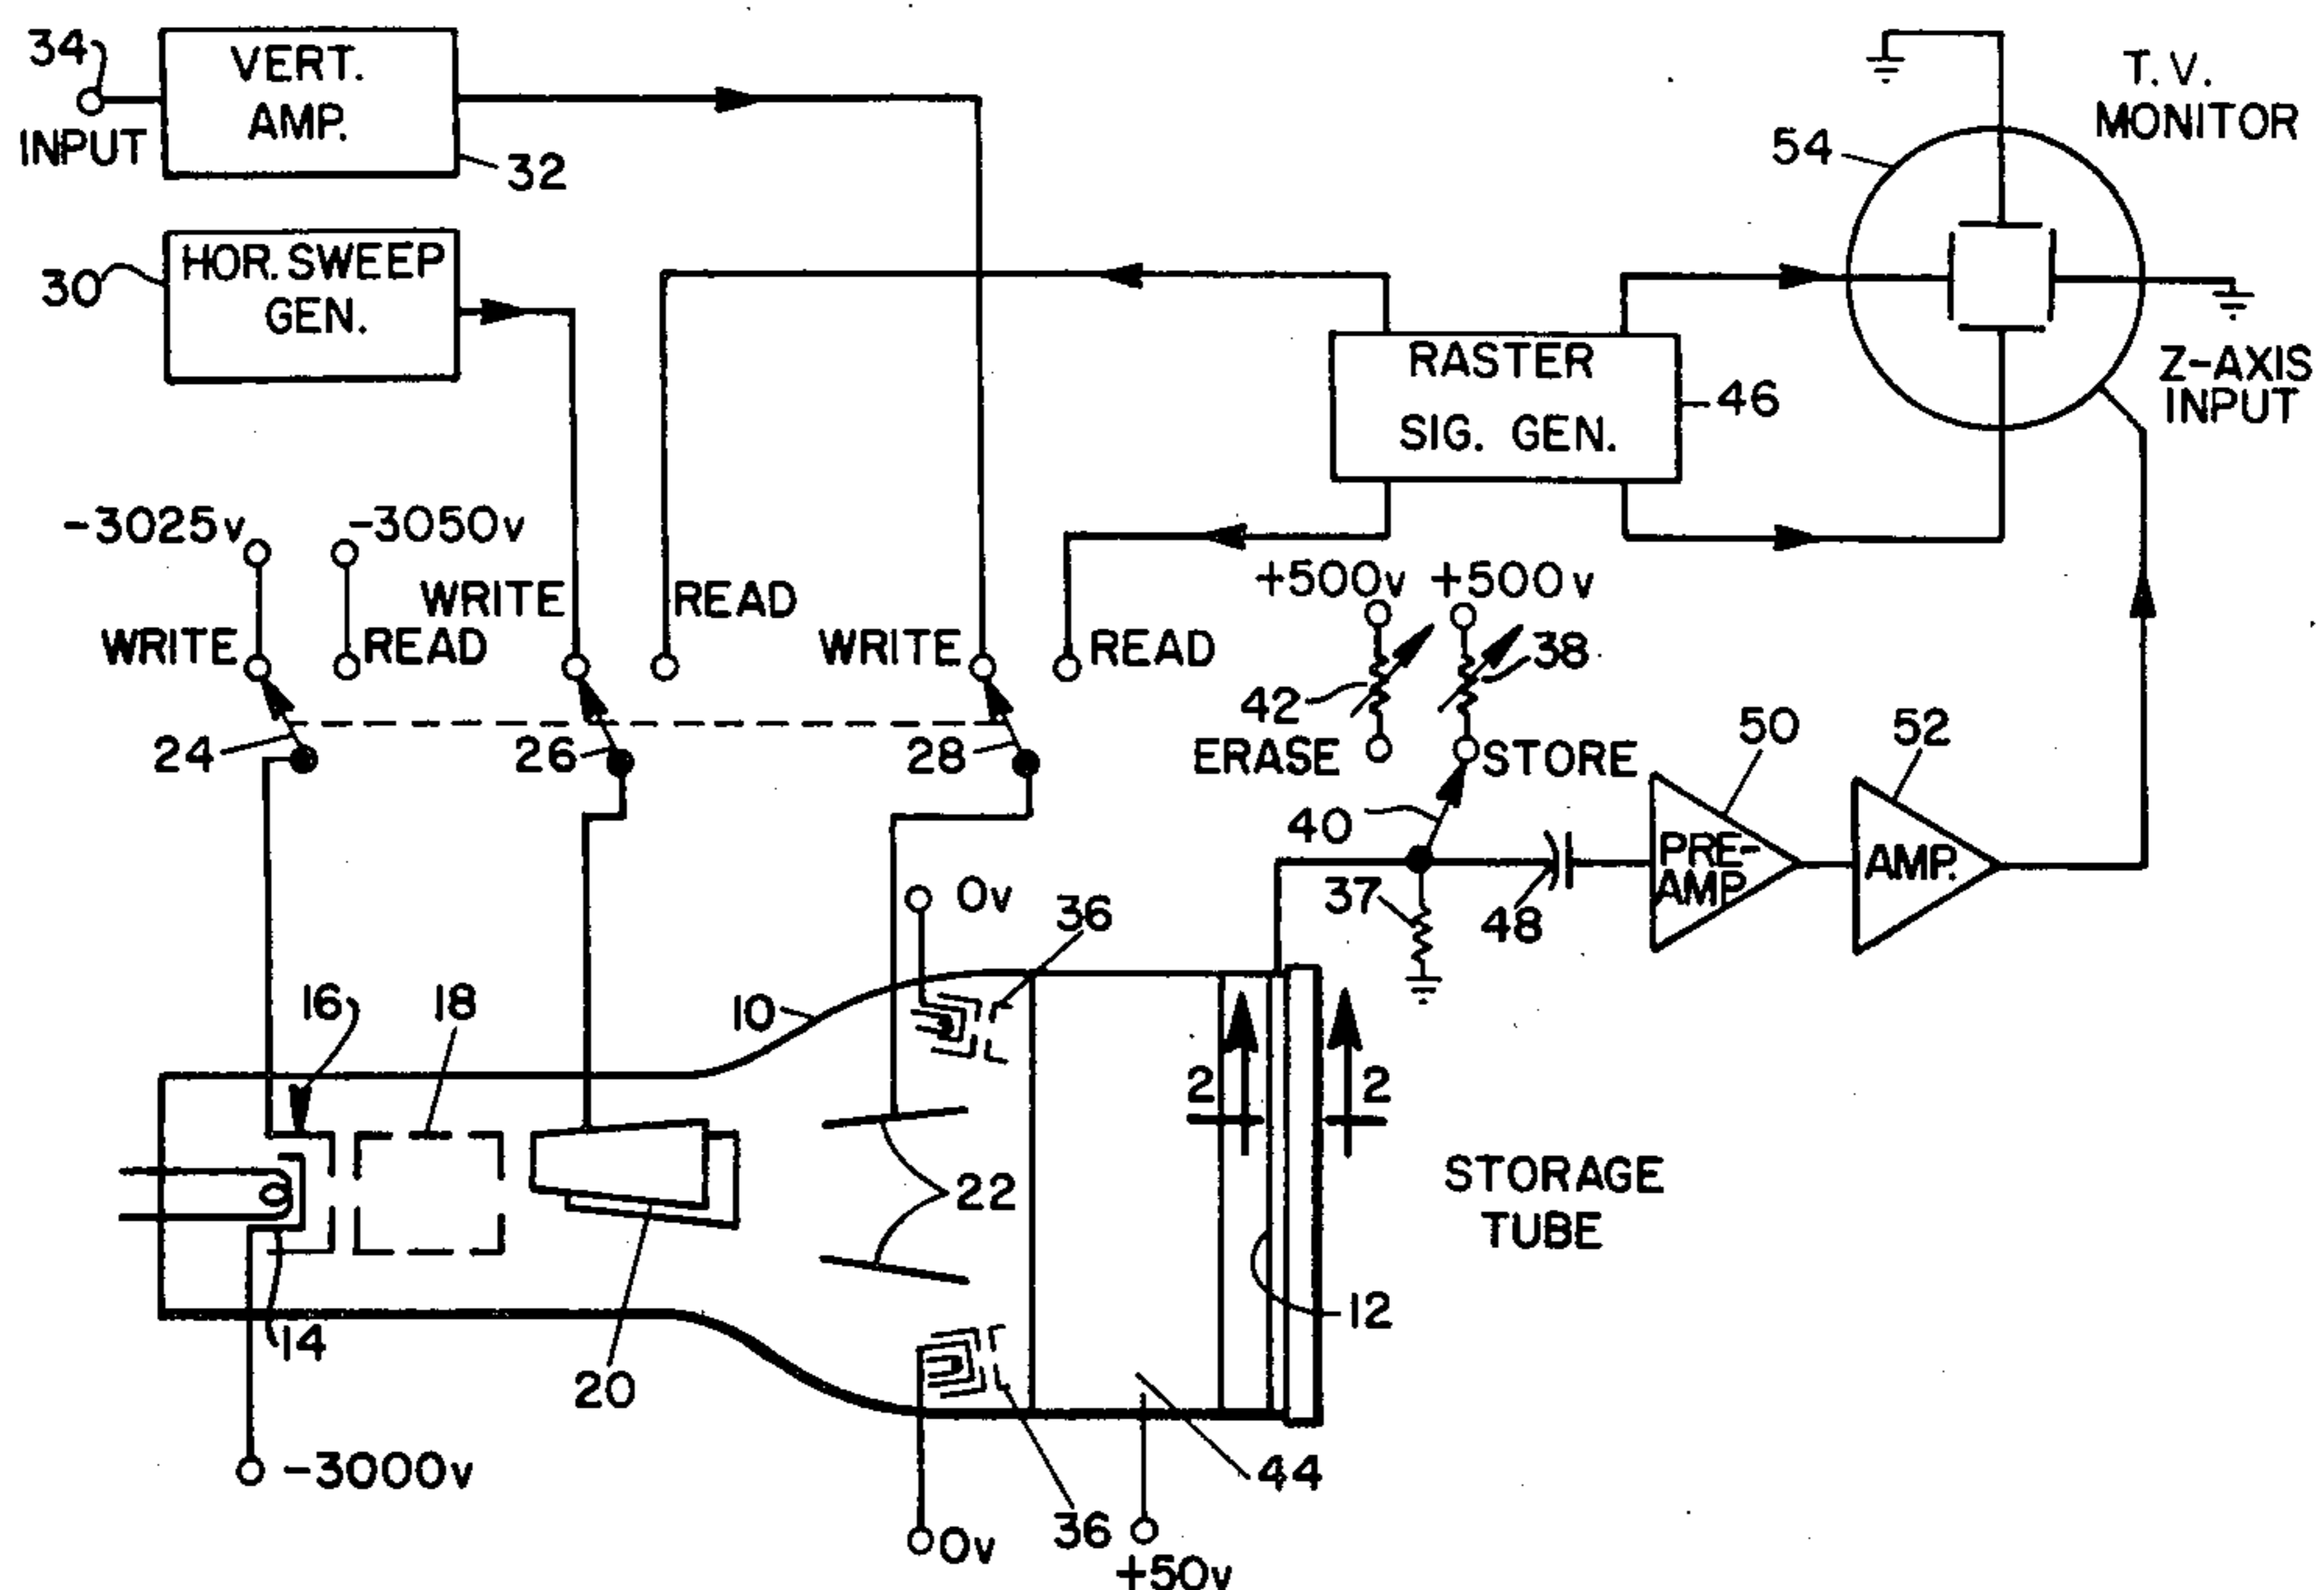 34
VERT.
AMP.
INPUT
32
HOR. SWEEP
GEN.
30
T. V.
MONITOR
54
Z-AXIS
INPUT
RASTER
SIG. GEN.
46
-3025v
-3050v
WRITE
READ
WRITE
READ
WRITE
READ
+500v
+500v
42
38
ERASE
STORE
24
26
28
40
50
52
PRE-
AMP
AMP.
37
48
0v
36
16
18
10
2
2
22
STORAGE
TUBE
12
14
20
44
-3000v
36
0v
+50v